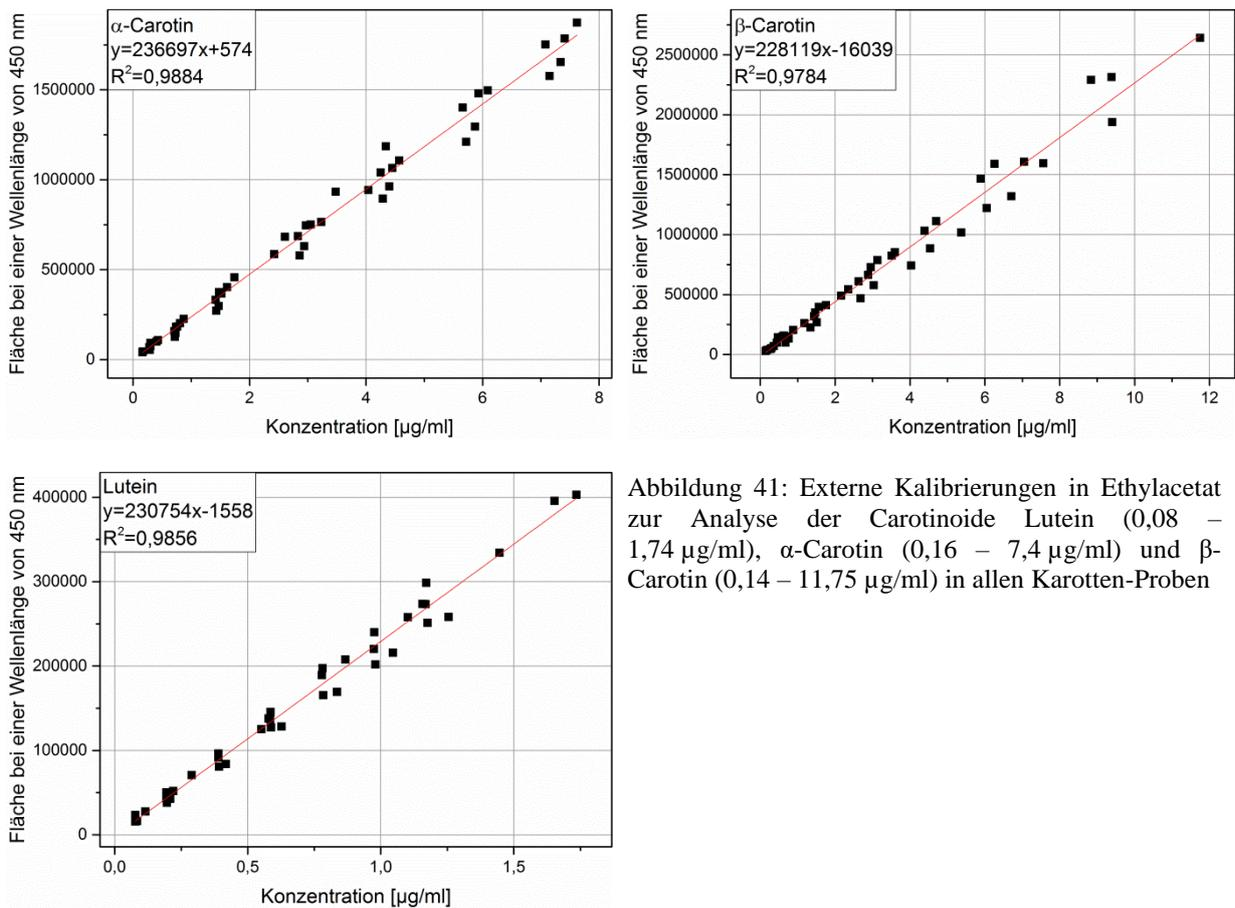 α-Carotin
y=236697x+574
R²=0,9884
Fläche bei einer Wellenlänge von 450 nm
1500000
1000000
500000
0
0 2 4 6 8
Konzentration [µg/ml]
β-Carotin
y=228119x-16039
R²=0,9784
Fläche bei einer Wellenlänge von 450 nm
2500000
2000000
1500000
1000000
500000
0
0 2 4 6 8 10 12
Konzentration [µg/ml]
Lutein
y=230754x-1558
R²=0,9856
Fläche bei einer Wellenlänge von 450 nm
400000
300000
200000
100000
0
0,0 0,5 1,0 1,5
Konzentration [µg/ml]
Abbildung 41: Externe Kalibrierungen in Ethylacetat
zur Analyse der Carotinoide Lutein (0,08 –
1,74 µg/ml), α-Carotin (0,16 – 7,4 µg/ml) und β-
Carotin (0,14 – 11,75 µg/ml) in allen Karotten-Proben